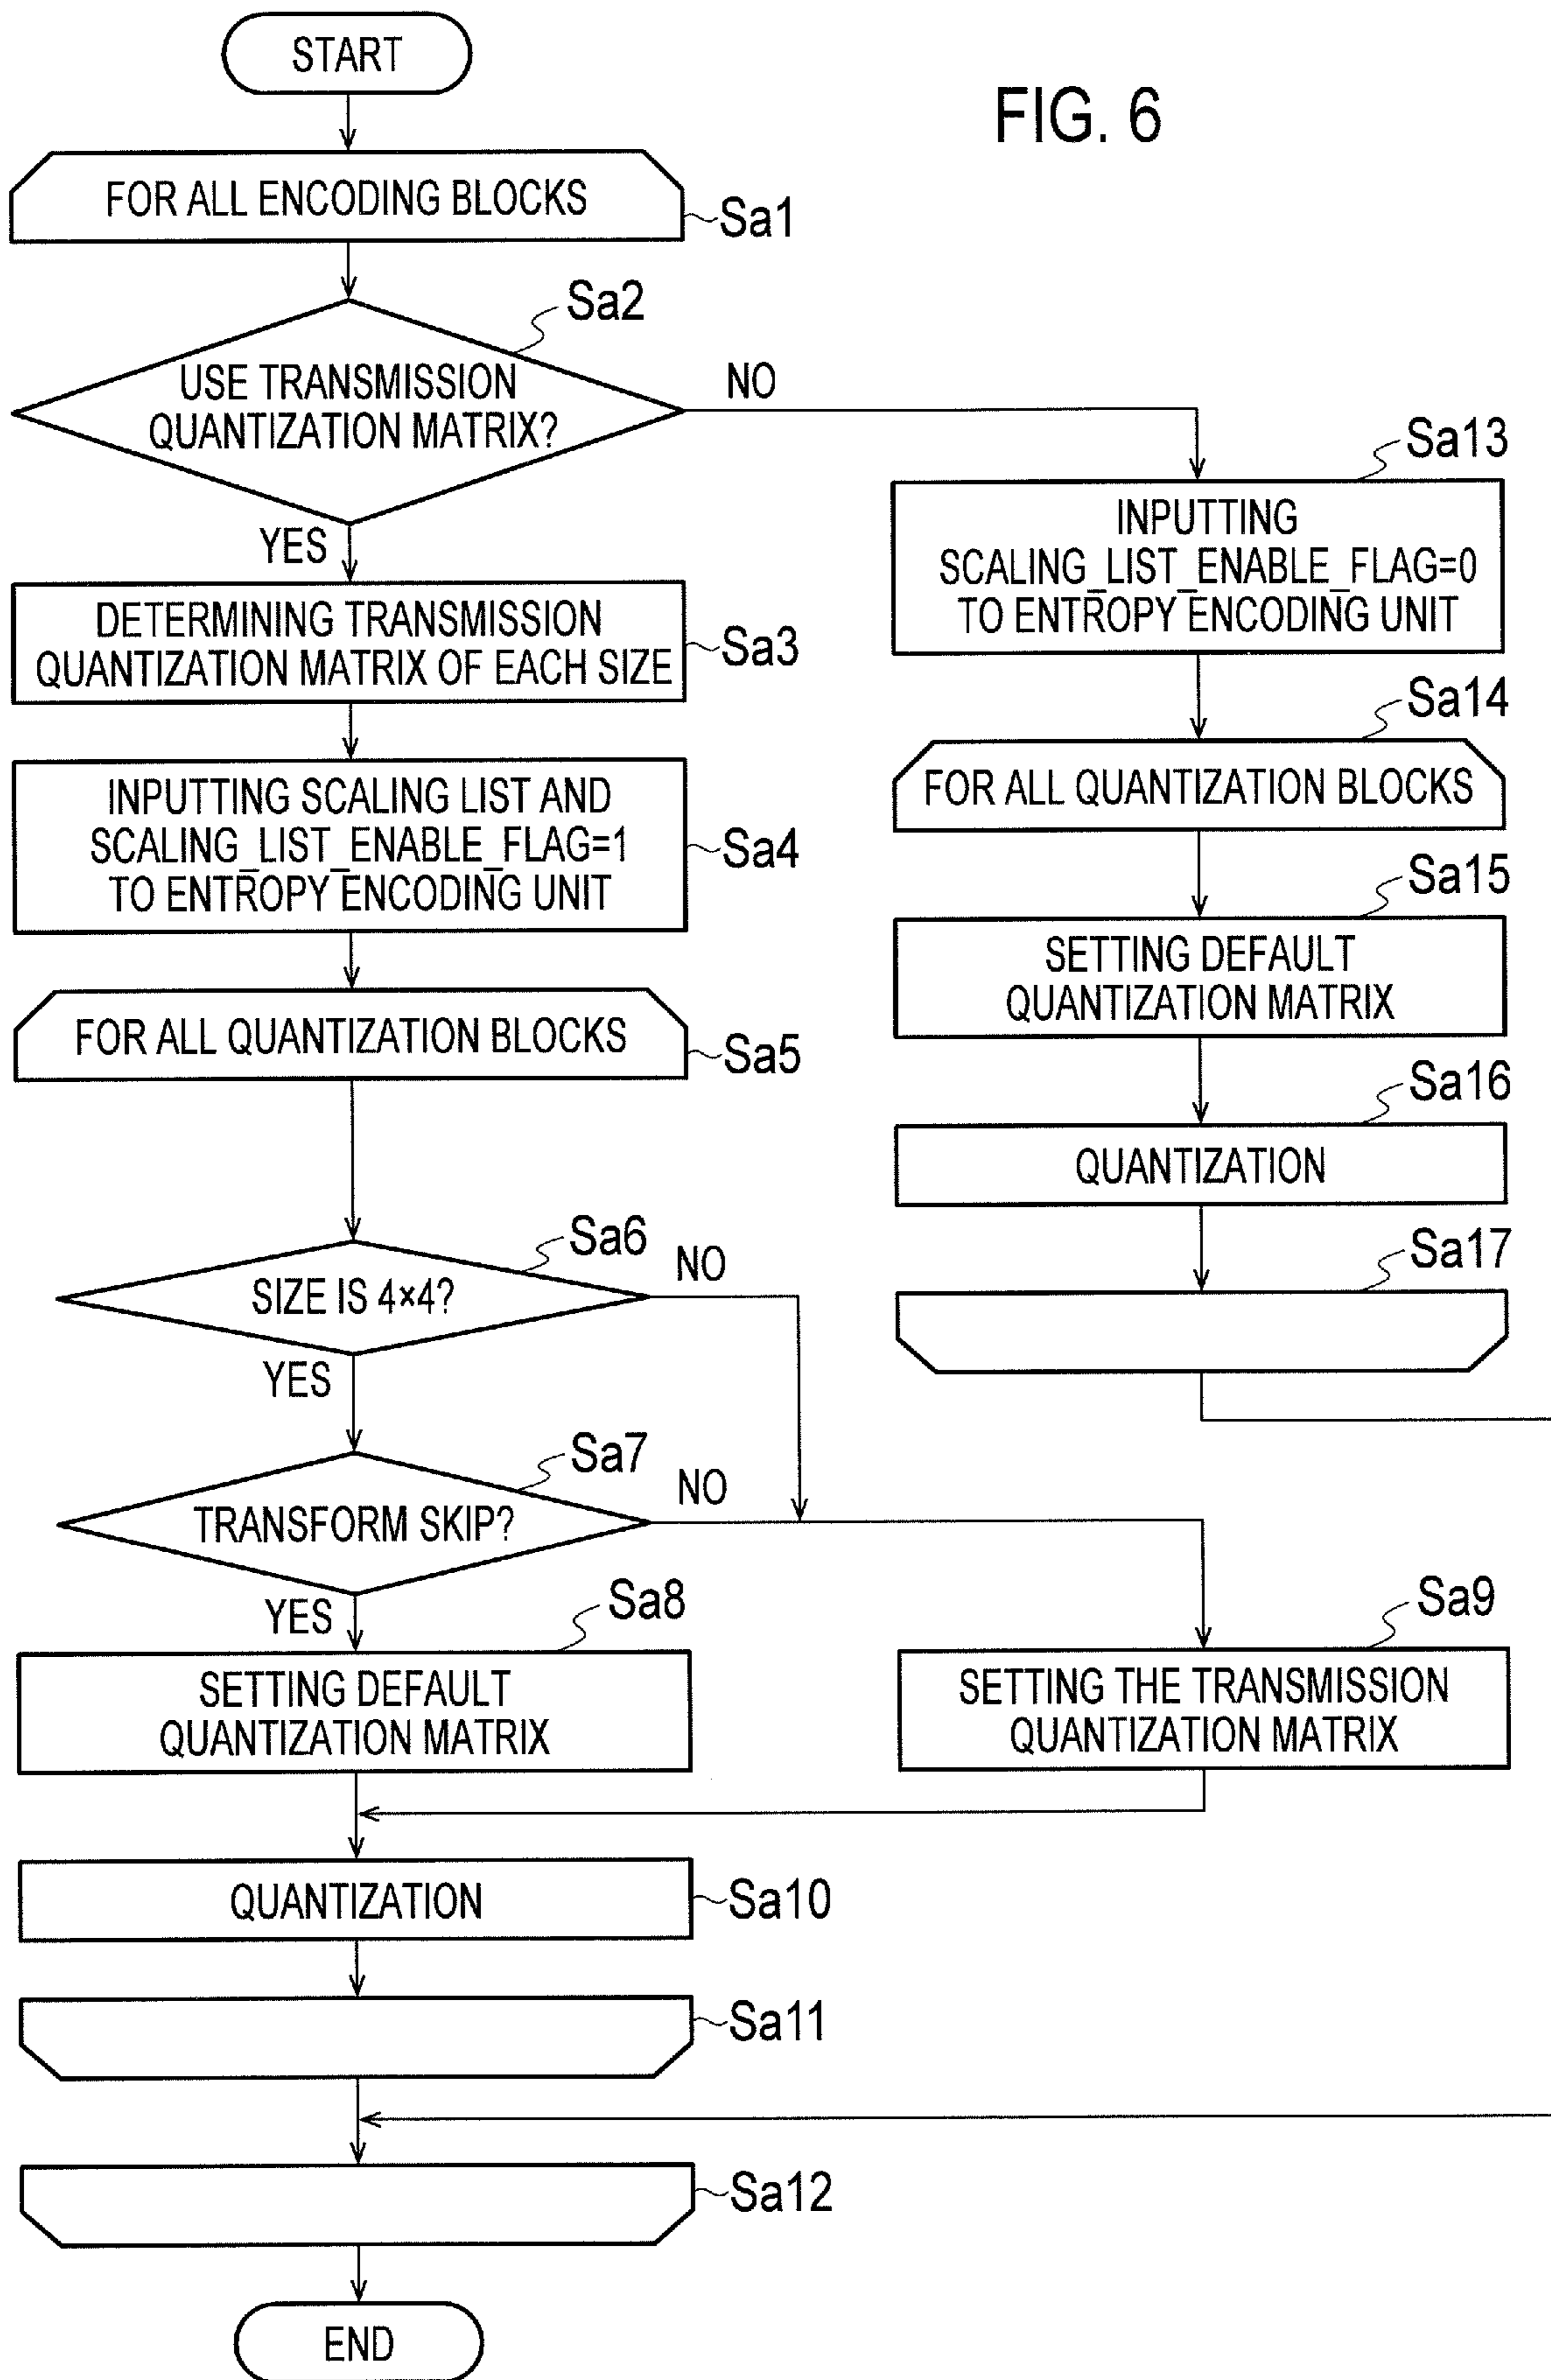 START
FIG. 6
FOR ALL ENCODING BLOCKS
Sa1
Sa2
USE TRANSMISSION
QUANTIZATION MATRIX?
NO
YES
Sa3
DETERMINING TRANSMISSION
QUANTIZATION MATRIX OF EACH SIZE
Sa4
INPUTTING SCALING LIST AND
SCALING_LIST_ENABLE_FLAG=1
TO ENTROPY ENCODING UNIT
FOR ALL QUANTIZATION BLOCKS
Sa5
Sa6
SIZE IS 4×4?
NO
YES
Sa7
TRANSFORM SKIP?
NO
YES
Sa8
SETTING DEFAULT
QUANTIZATION MATRIX
Sa9
SETTING THE TRANSMISSION
QUANTIZATION MATRIX
QUANTIZATION
Sa10
Sa11
Sa12
END
Sa13
INPUTTING
SCALING_LIST_ENABLE_FLAG=0
TO ENTROPY ENCODING UNIT
Sa14
FOR ALL QUANTIZATION BLOCKS
Sa15
SETTING DEFAULT
QUANTIZATION MATRIX
Sa16
QUANTIZATION
Sa17